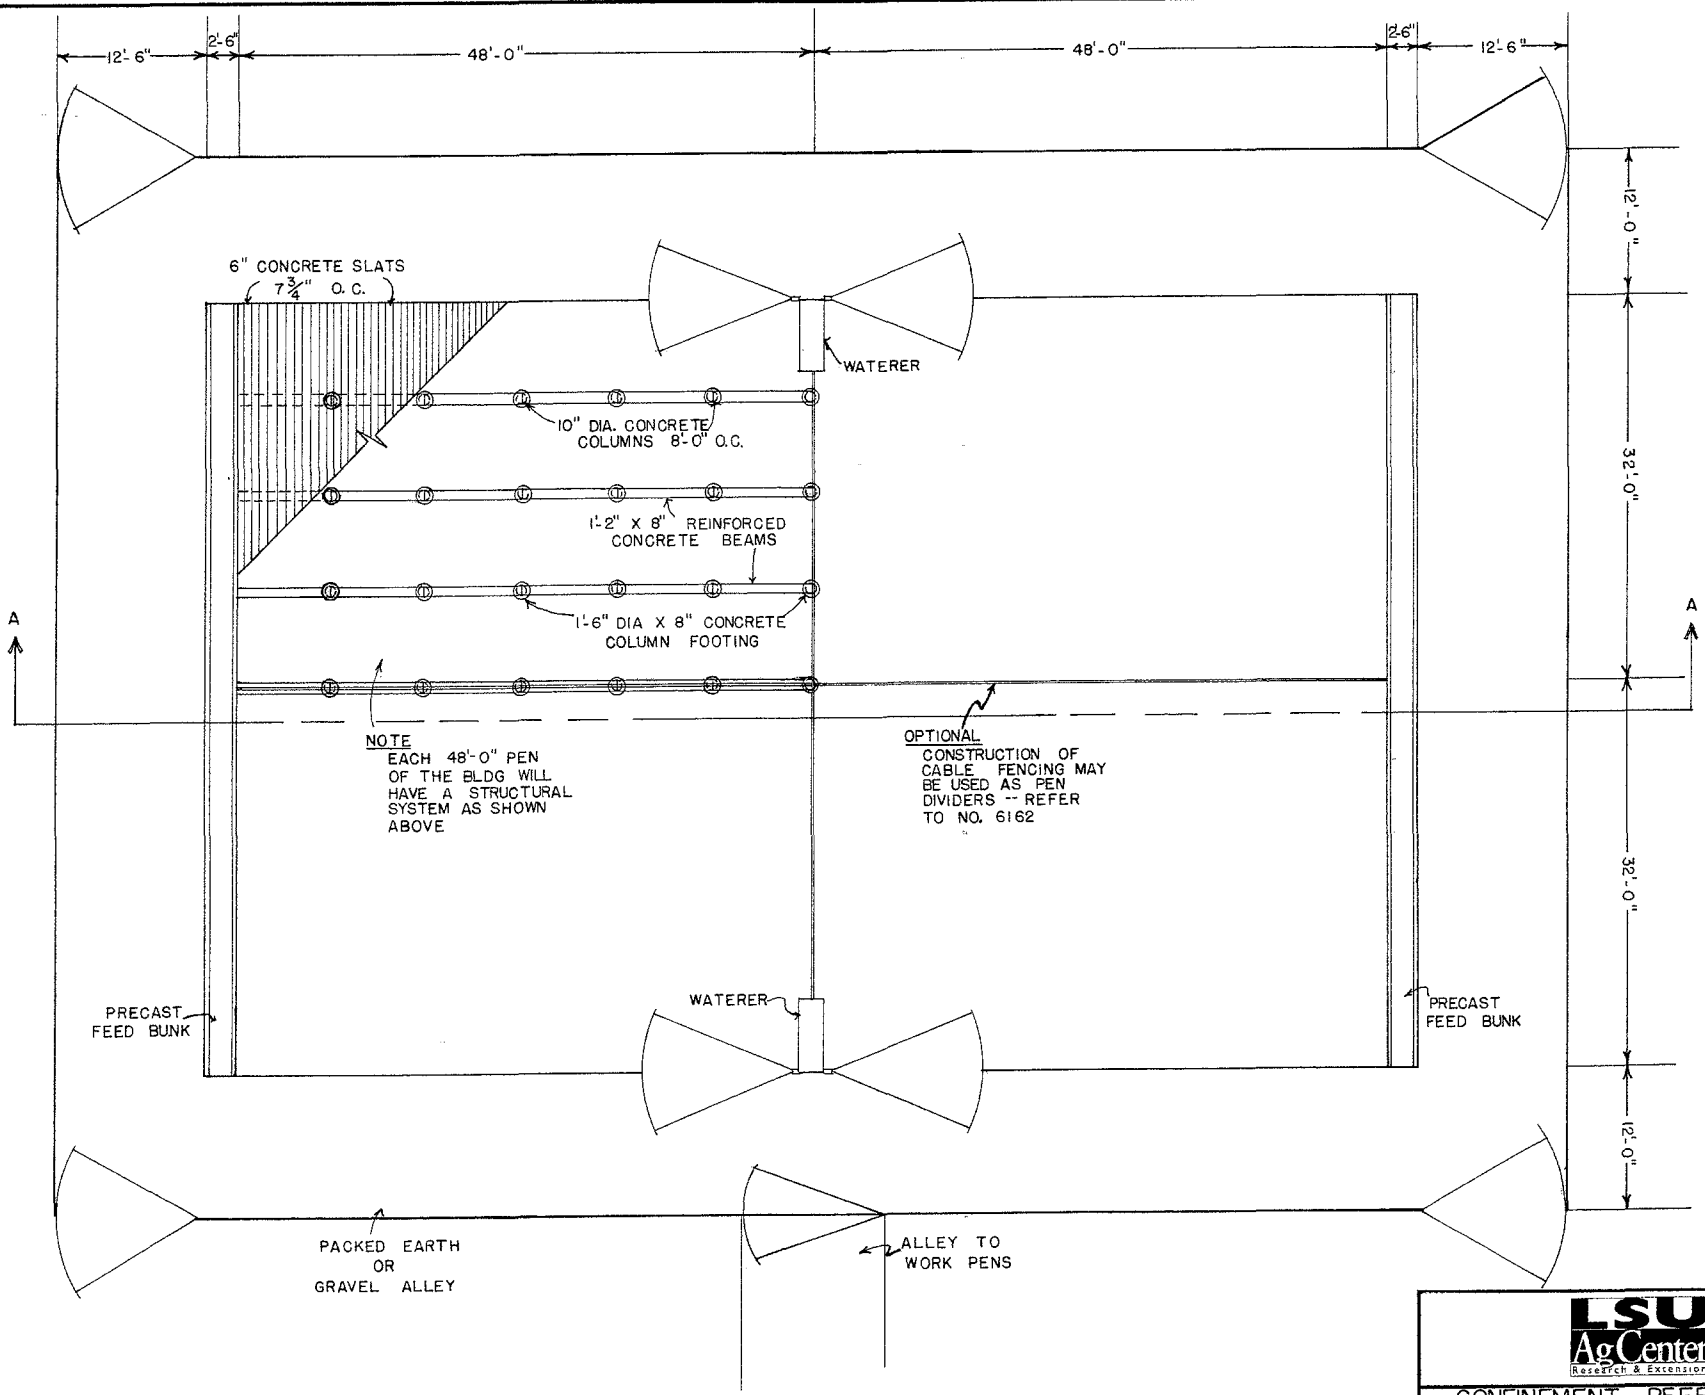 12'-6"
2'-6"
48'-0"
48'-0"
2'-6"
12'-6"
12'-0"
6" CONCRETE SLATS
7 3/4" O.C.
WATERER
10" DIA. CONCRETE
COLUMNS 8'-0" O.C.
32'-0"
1'-2" X 8" REINFORCED
CONCRETE BEAMS
A
A
1'-6" DIA X 8" CONCRETE
COLUMN FOOTING
NOTE
EACH 48'-0" PEN
OF THE BLDG WILL
HAVE A STRUCTURAL
SYSTEM AS SHOWN
ABOVE
OPTIONAL
CONSTRUCTION OF
CABLE FENCING MAY
BE USED AS PEN
DIVIDERS -- REFER
TO NO. 6162
32'-0"
PRECAST
FEED BUNK
WATERER
PRECAST
FEED BUNK
12'-0"
PACKED EARTH
OR
GRAVEL ALLEY
ALLEY TO
WORK PENS
LSU
AgCenter
Research & Extension
CONFINEMENT BEEF